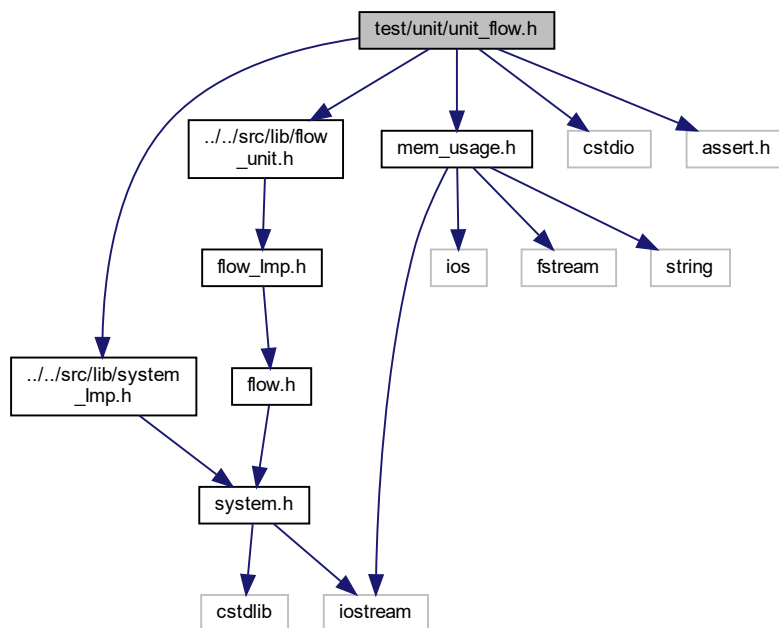 test/unit/unit_flow.h
../../src/lib/flow
_unit.h
mem_usage.h
cstdio
assert.h
flow_Imp.h
ios
fstream
string
../../src/lib/system
_Imp.h
flow.h
system.h
cstdlib
iostream